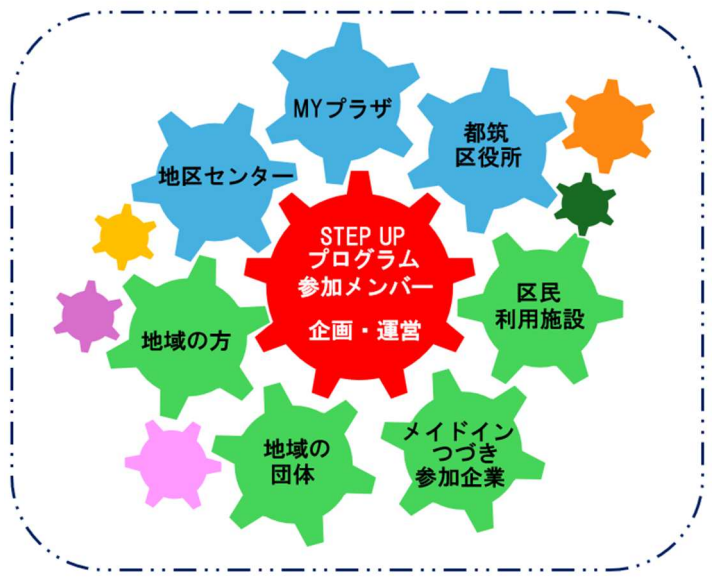 MYプラザ
都筑
区役所
地区センター
STEP UP
プログラム
参加メンバー
企画・運営
区民
利用施設
地域の方
メイドイン
つづき
参加企業
地域の
団体